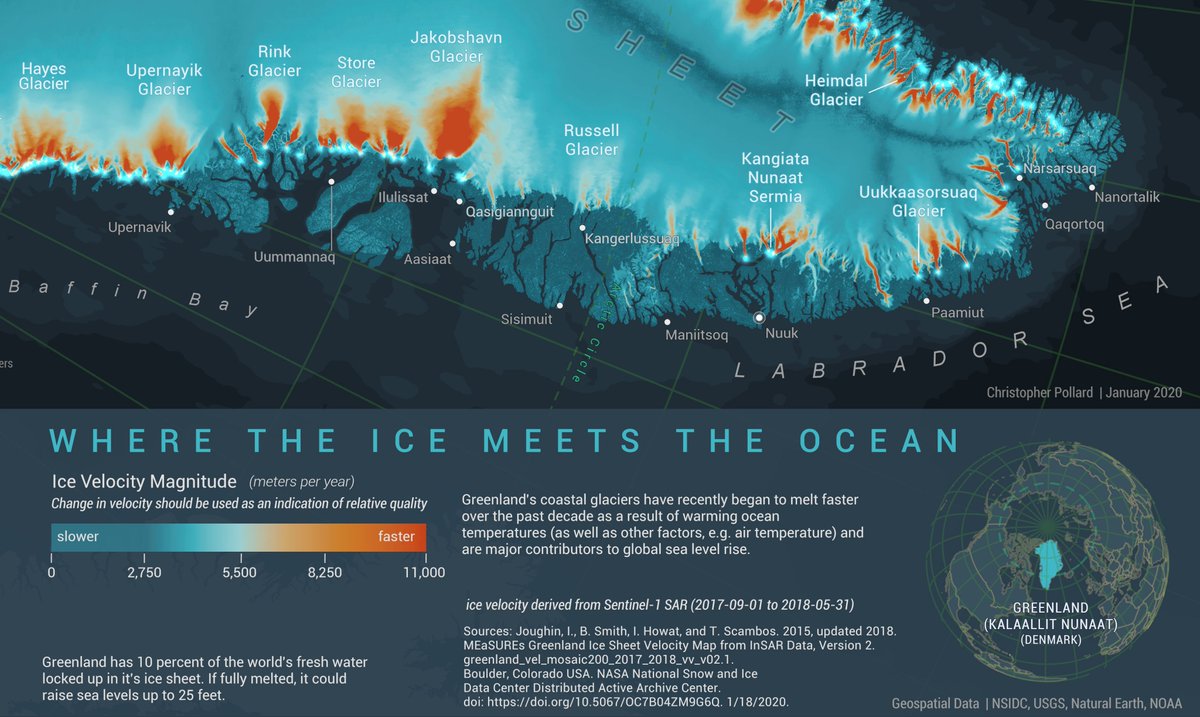 S H E E T
Hayes
Glacier
Upernayik
Glacier
Rink
Glacier
Store
Glacier
Jakobshavn
Glacier
Russell
Glacier
Heimdal
Glacier
Kangiata
Nunaat
Sermia
Uukkaasorsuaq
Glacier
Narsarsuaq
Nanortalik
Qaqortoq
Ilulissat
Qasigiannguit
Kangerlussuaq
Upernavik
Uummannaq
Aasiaat
Sisimuit
Maniitsoq
Nuuk
Paamiut
Baffin Bay
Arctic Circle
LABRADOR SEA
ers
Christopher Pollard | January 2020
WHERE THE ICE MEETS THE OCEAN
Ice Velocity Magnitude (meters per year)
Change in velocity should be used as an indication of relative quality
slower faster
0 2,750 5,500 8,250 11,000
Greenland has 10 percent of the world's fresh water
locked up in it's ice sheet. If fully melted, it could
raise sea levels up to 25 feet.
Greenland's coastal glaciers have recently began to melt faster
over the past decade as a result of warming ocean
temperatures (as well as other factors, e.g. air temperature) and
are major contributors to global sea level rise.
ice velocity derived from Sentinel-1 SAR (2017-09-01 to 2018-05-31)
Sources: Joughin, I., B. Smith, I. Howat, and T. Scambos. 2015, updated 2018.
MEaSUREs Greenland Ice Sheet Velocity Map from InSAR Data, Version 2.
greenland_vel_mosaic200_2017_2018_vv_v02.1.
Boulder, Colorado USA. NASA National Snow and Ice
Data Center Distributed Active Archive Center.
doi: https://doi.org/10.5067/OC7B04ZM9G6Q. 1/18/2020.
GREENLAND
(KALAALLIT NUNAAT)
(DENMARK)
Geospatial Data | NSIDC, USGS, Natural Earth, NOAA